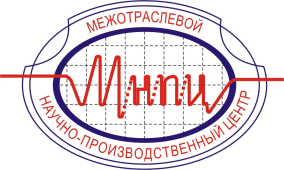 МЕЖОТРАСЛЕВОЙ
МНПЦ
НАУЧНО-ПРОИЗВОДСТВЕННЫЙ ЦЕНТР